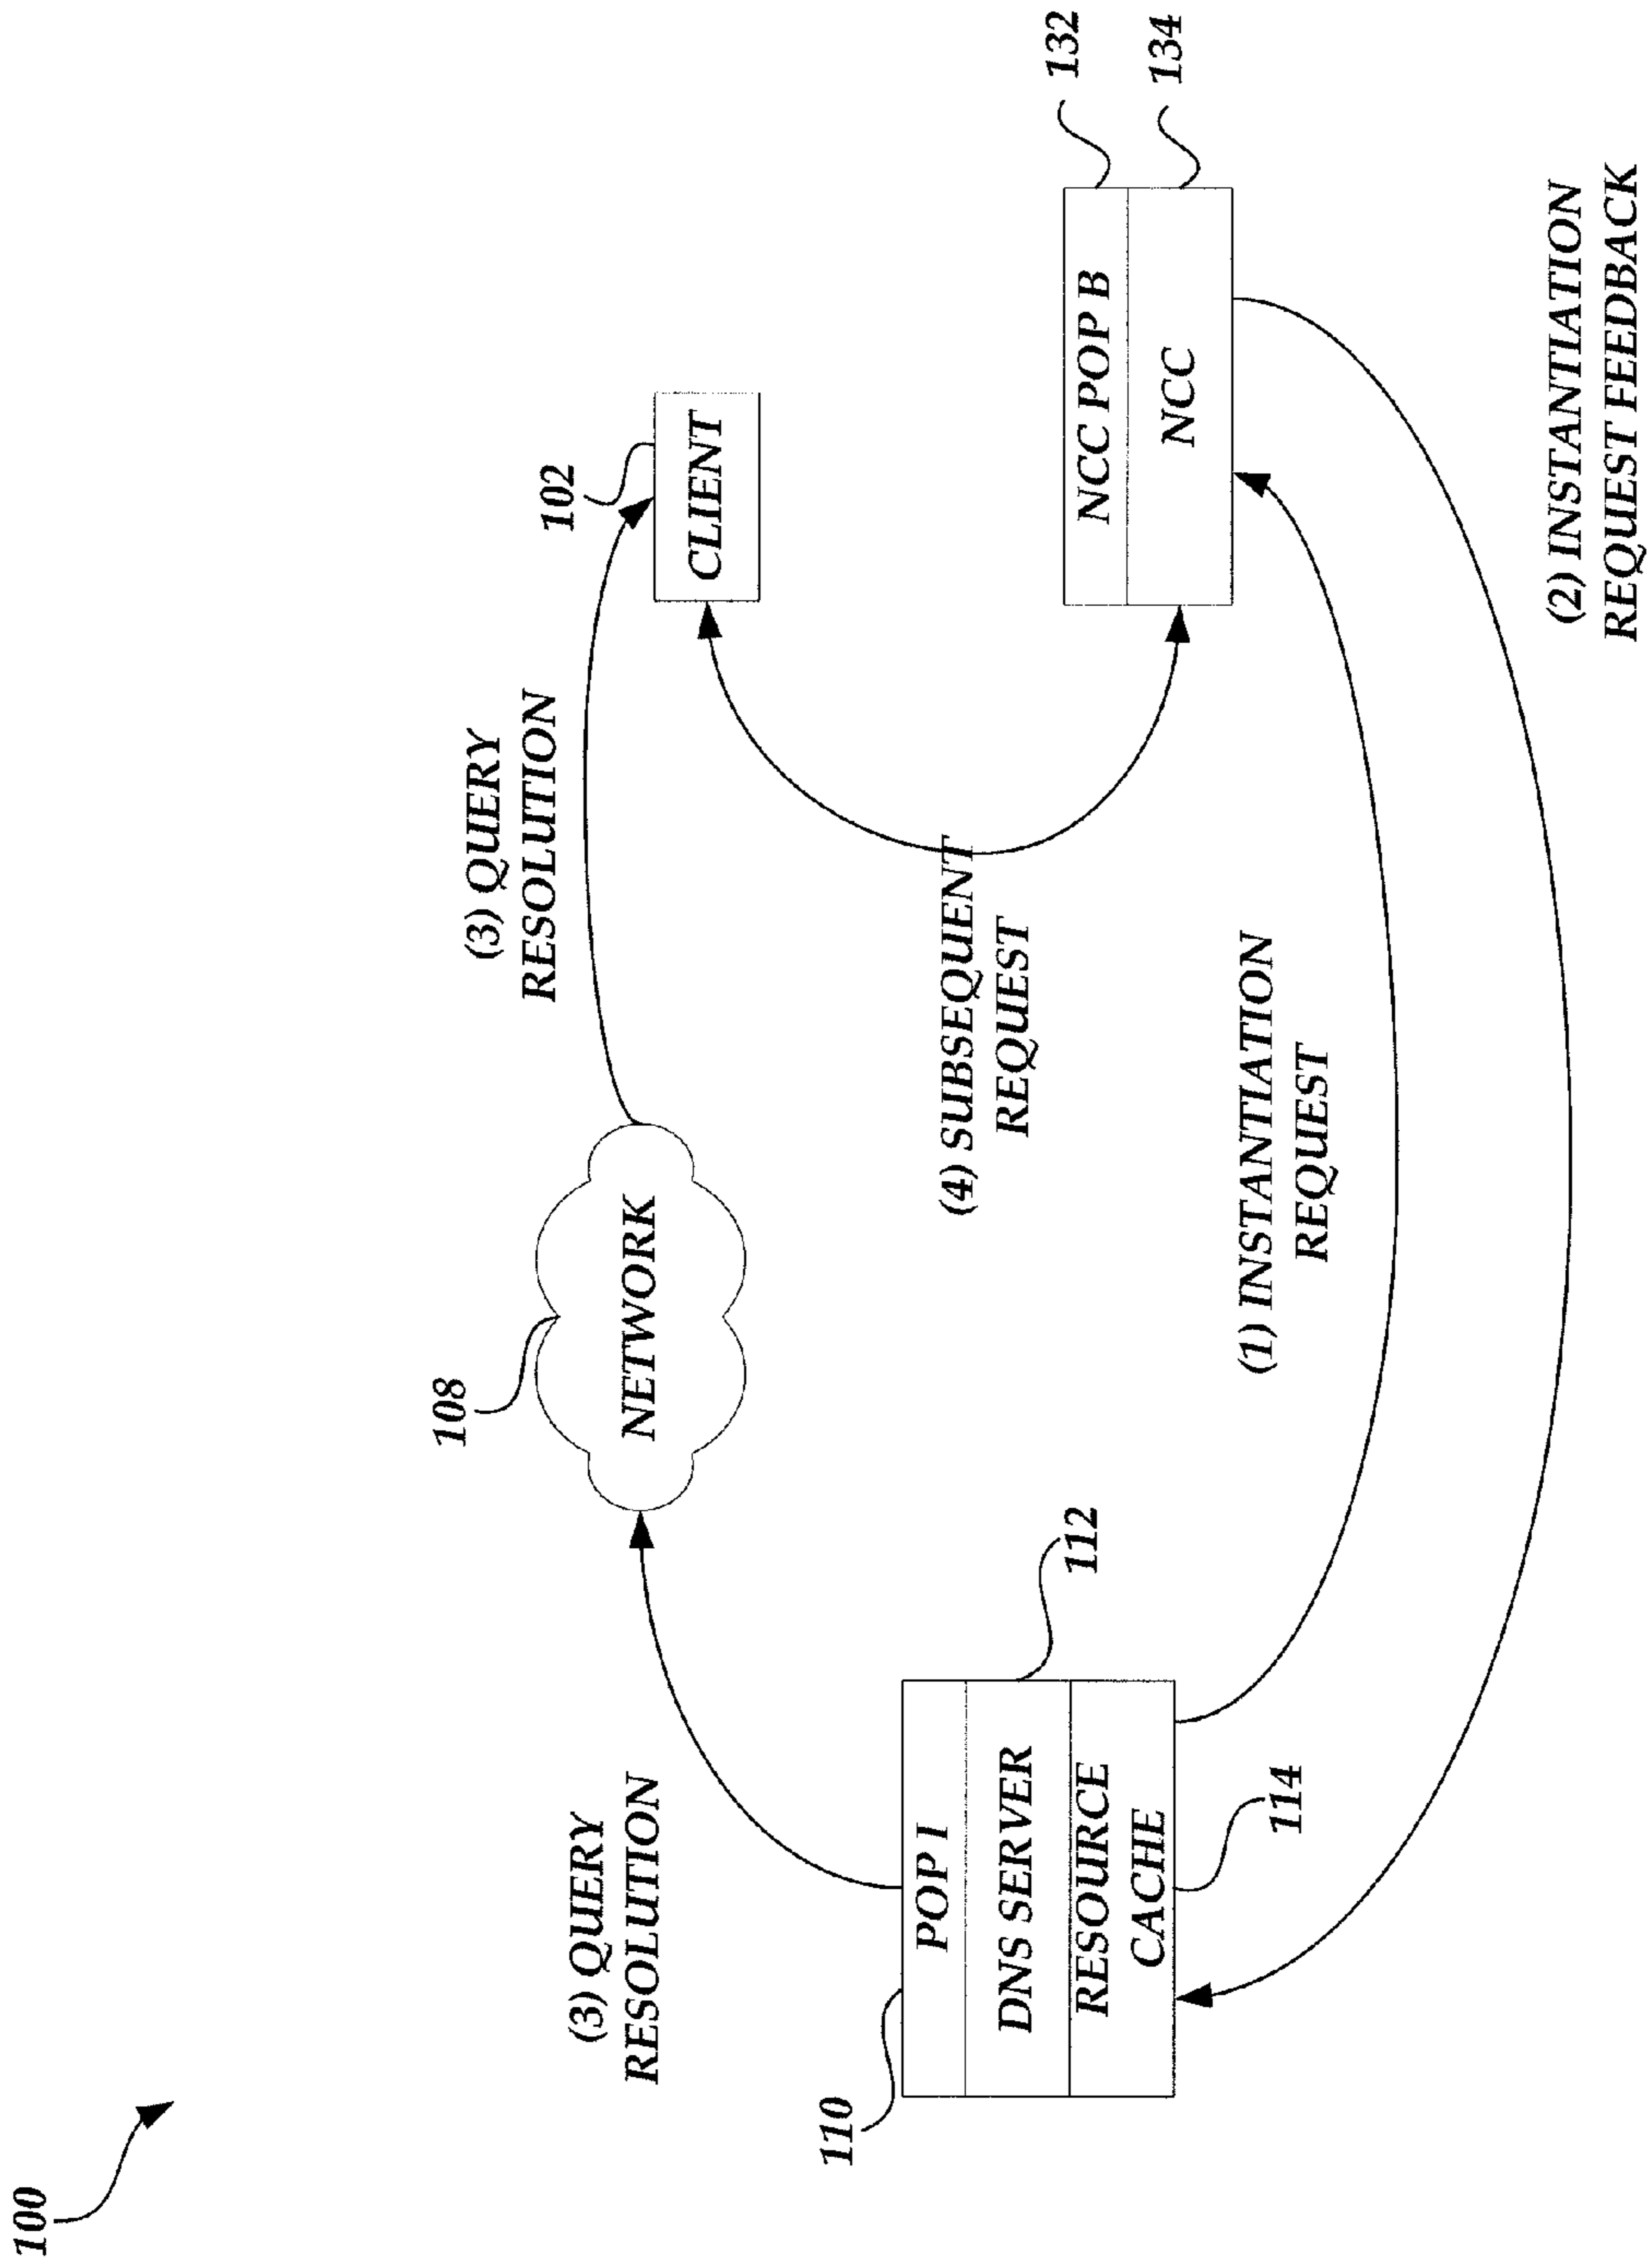 100
(3) QUERY
RESOLUTION
108
NETWORK
(3) QUERY
RESOLUTION
102
CLIENT
110
POP I
DNS SERVER
RESOURCE
CACHE
112
114
(4) SUBSEQUENT
REQUEST
NCC POP B
NCC
132
134
(1) INSTANTIATION
REQUEST
(2) INSTANTIATION
REQUEST FEEDBACK